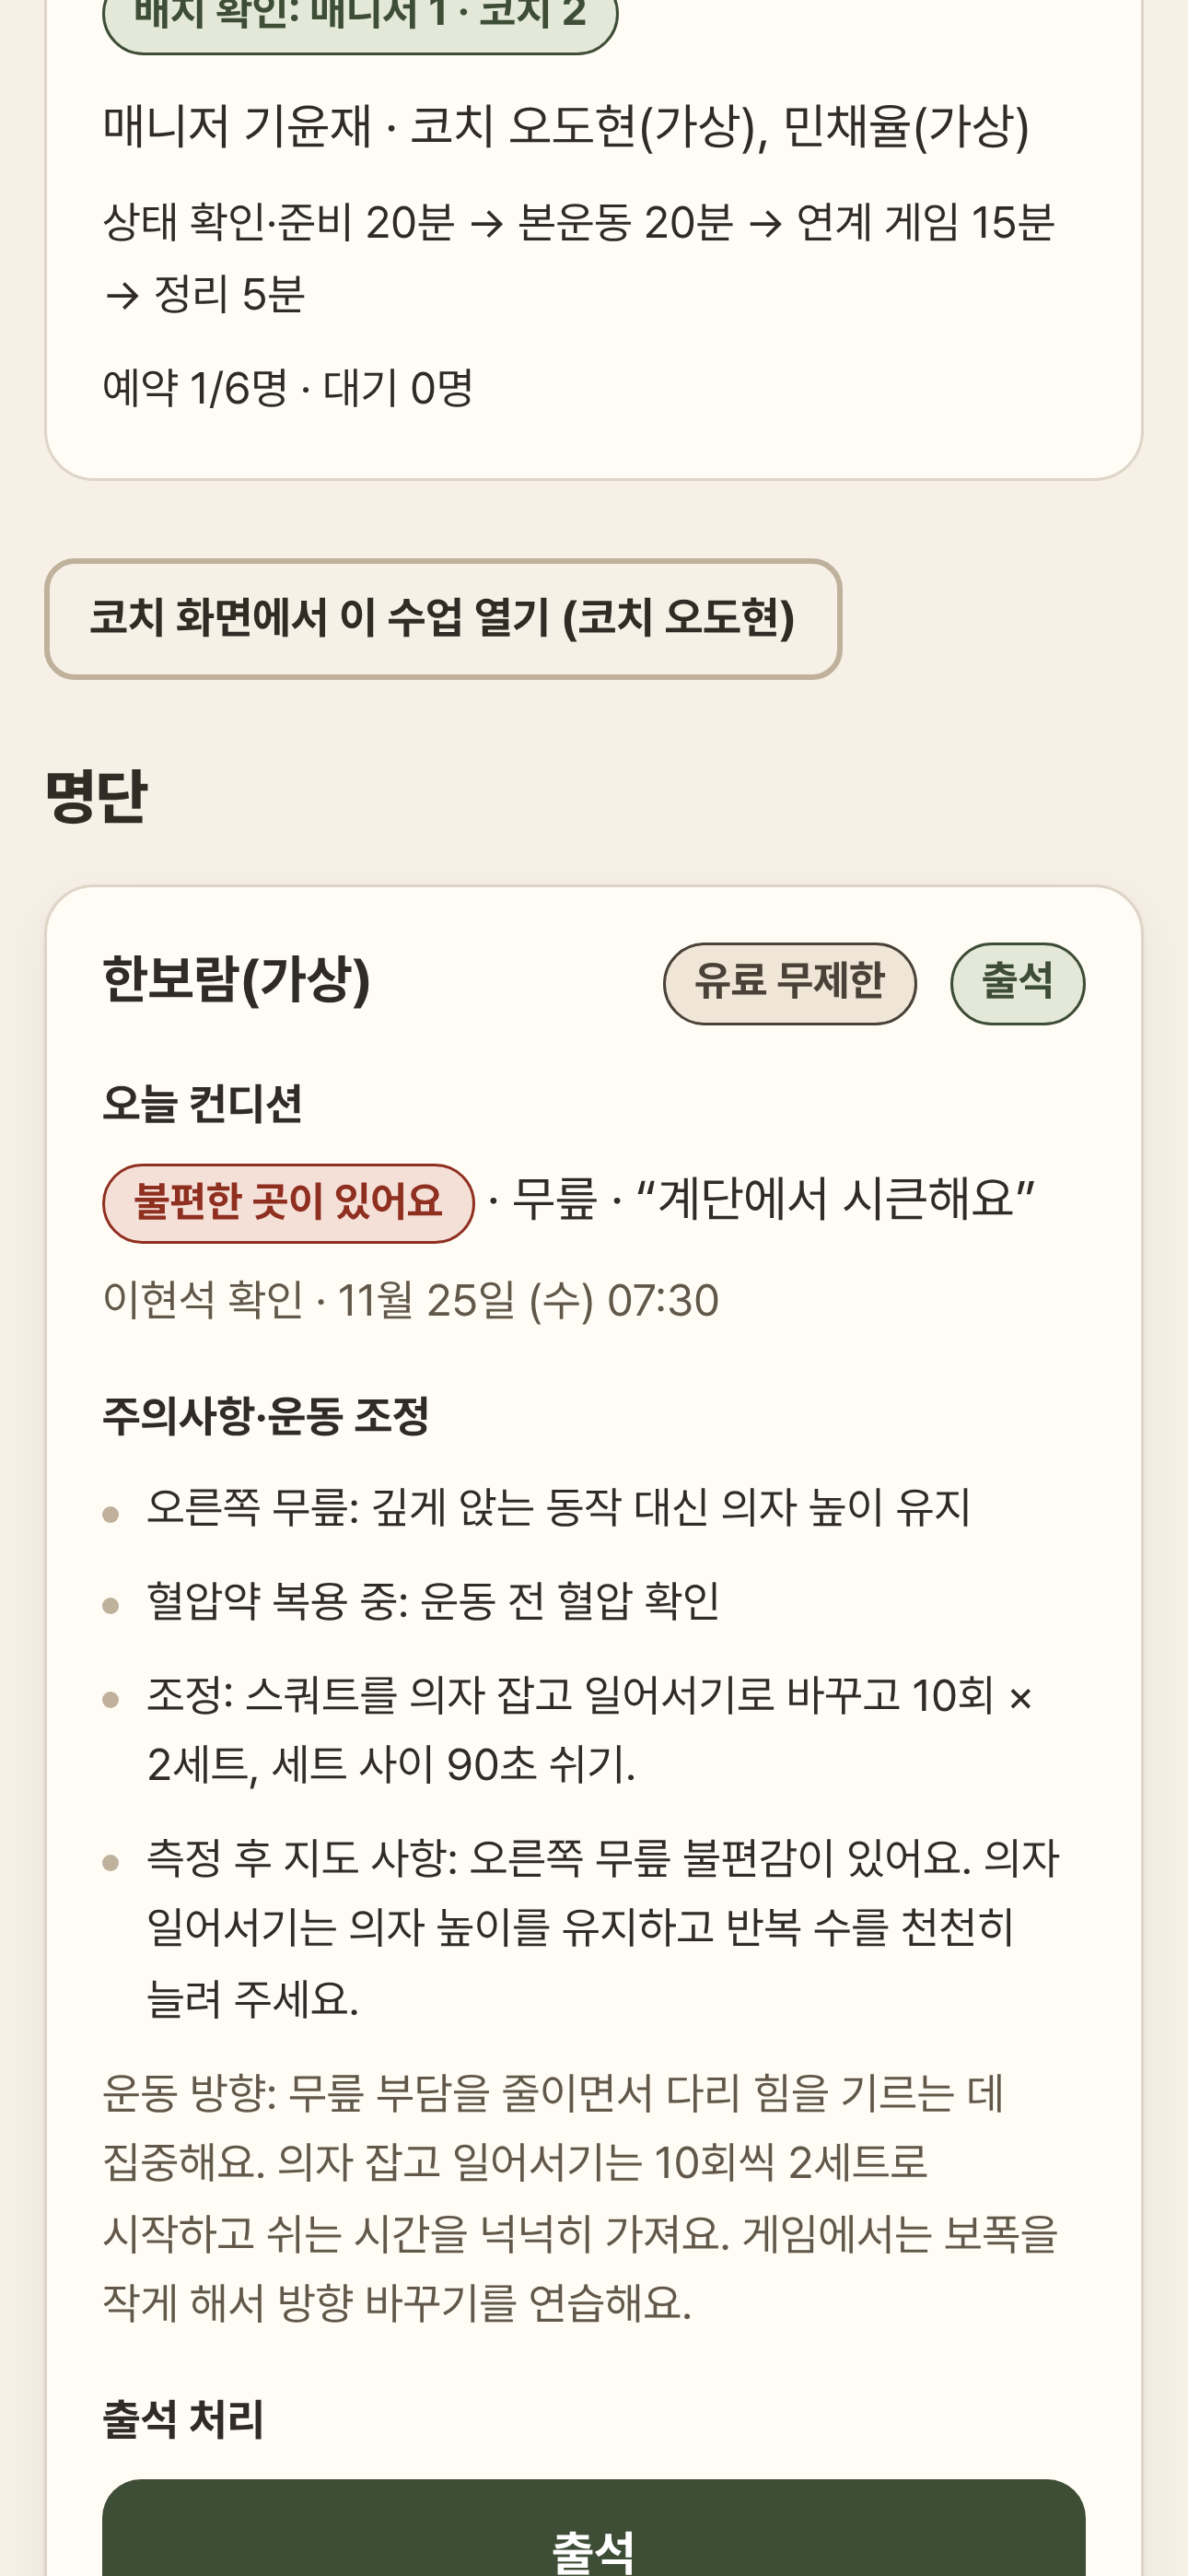 배치 확인: 매니저 1 · 코치 2
매니저 기윤재 · 코치 오도현(가상), 민채율(가상)
상태 확인·준비 20분 → 본운동 20분 → 연계 게임 15분
→ 정리 5분
예약 1/6명 · 대기 0명
코치 화면에서 이 수업 열기 (코치 오도현)
명단
한보람(가상) 유료 무제한 출석
오늘 컨디션
불편한 곳이 있어요 · 무릎 · “계단에서 시큰해요”
이현석 확인 · 11월 25일 (수) 07:30
주의사항·운동 조정
오른쪽 무릎: 깊게 앉는 동작 대신 의자 높이 유지
혈압약 복용 중: 운동 전 혈압 확인
조정: 스쿼트를 의자 잡고 일어서기로 바꾸고 10회 ×
2세트, 세트 사이 90초 쉬기.
측정 후 지도 사항: 오른쪽 무릎 불편감이 있어요. 의자
일어서기는 의자 높이를 유지하고 반복 수를 천천히
늘려 주세요.
운동 방향: 무릎 부담을 줄이면서 다리 힘을 기르는 데
집중해요. 의자 잡고 일어서기는 10회씩 2세트로
시작하고 쉬는 시간을 넉넉히 가져요. 게임에서는 보폭을
작게 해서 방향 바꾸기를 연습해요.
출석 처리
출석